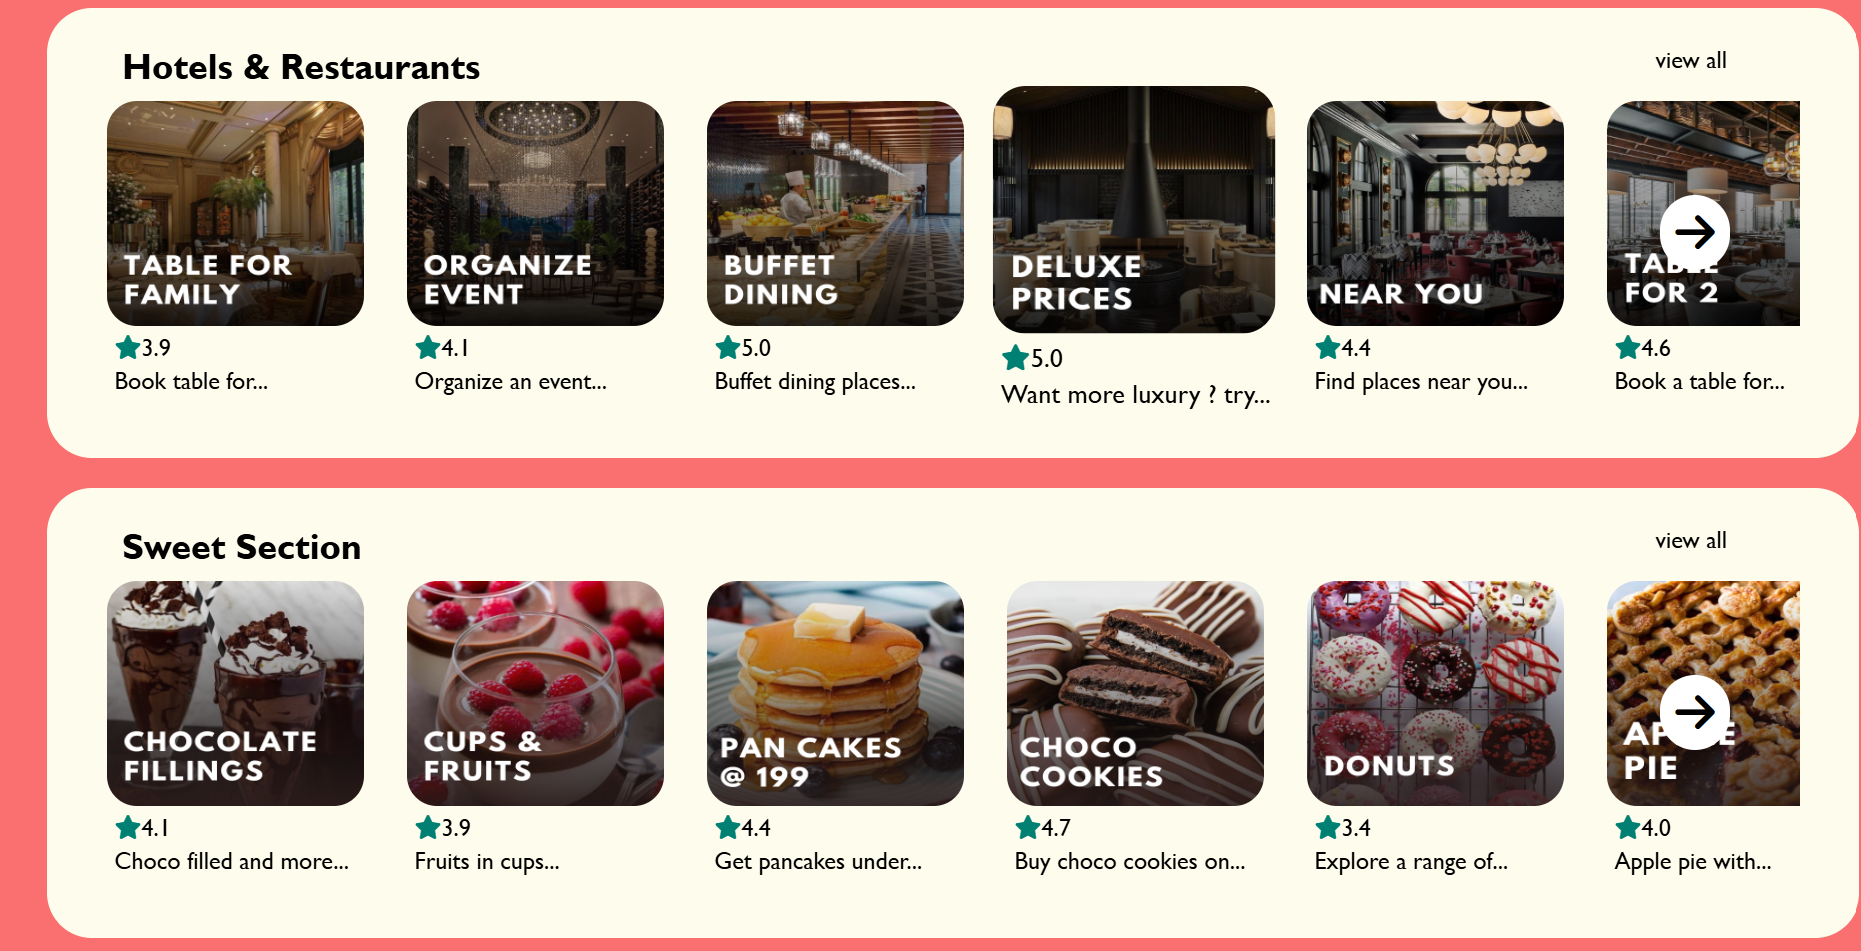 Hotels & Restaurants
view all
TABLE FOR
FAMILY
ORGANIZE
EVENT
BUFFET
DINING
DELUXE
PRICES
NEAR YOU
FOR 2
3.9
4.1
5.0
5.0
4.4
4.6
Book table for...
Organize an event...
Buffet dining places...
Want more luxury ? try...
Find places near you...
Book a table for...
Sweet Section
view all
CHOCOLATE
FILLINGS
CUPS &
FRUITS
PAN CAKES
@ 199
CHOCO
COOKIES
DONUTS
PIE
4.1
3.9
4.4
4.7
3.4
4.0
Choco filled and more...
Fruits in cups...
Get pancakes under...
Buy choco cookies on...
Explore a range of...
Apple pie with...